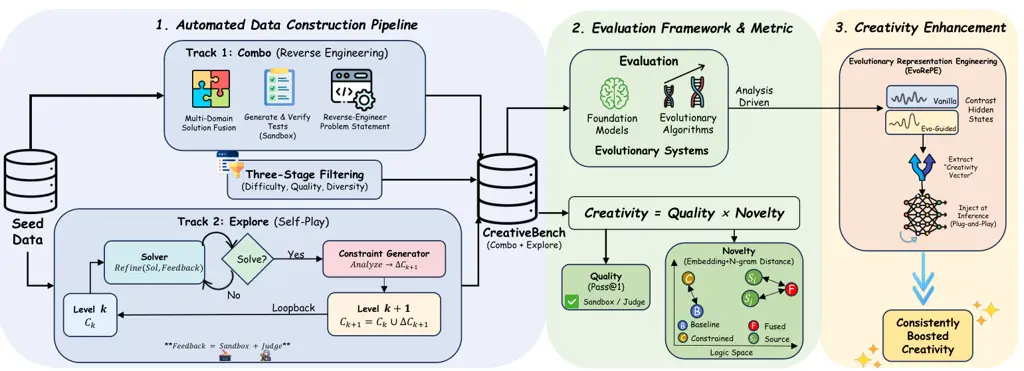 1. Automated Data Construction Pipeline
Track 1: Combo (Reverse Engineering)
Multi-Domain
Solution Fusion
Generate & Verify
Tests
(Sandbox)
Reverse-Engineer
Problem Statement
Seed
Data
Three-Stage Filtering
(Difficulty, Quality, Diversity)
CreativeBench
(Combo + Explore)
Track 2: Explore (Self-Play)
Solver
Refine(Sol,Feedback)
Solve?
Yes
No
Constraint Generator
Analyze → ΔC_{k+1}
Level k
C_k
Loopback
Level k + 1
C_{k+1} = C_k ∪ ΔC_{k+1}
**Feedback = Sandbox + Judge**
2. Evaluation Framework & Metric
Evaluation
Foundation
Models
Evolutionary
Algorithms
Evolutionary Systems
Analysis
Driven
Creativity = Quality × Novelty
Quality
(Pass@1)
Sandbox / Judge
Novelty
(Embedding+N-gram Distance)
C
B
S_i
S_j
F
B
Baseline
F
Fused
C
Constrained
S_i
Source
Logic Space
3. Creativity Enhancement
Evolutionary Representation Engineering
(EvoRePE)
Vanilla
Evo-Guided
Contrast
Hidden
States
Extract
"Creativity
Vector"
Inject at
Inference
(Plug-and-Play)
Consistently
Boosted
Creativity